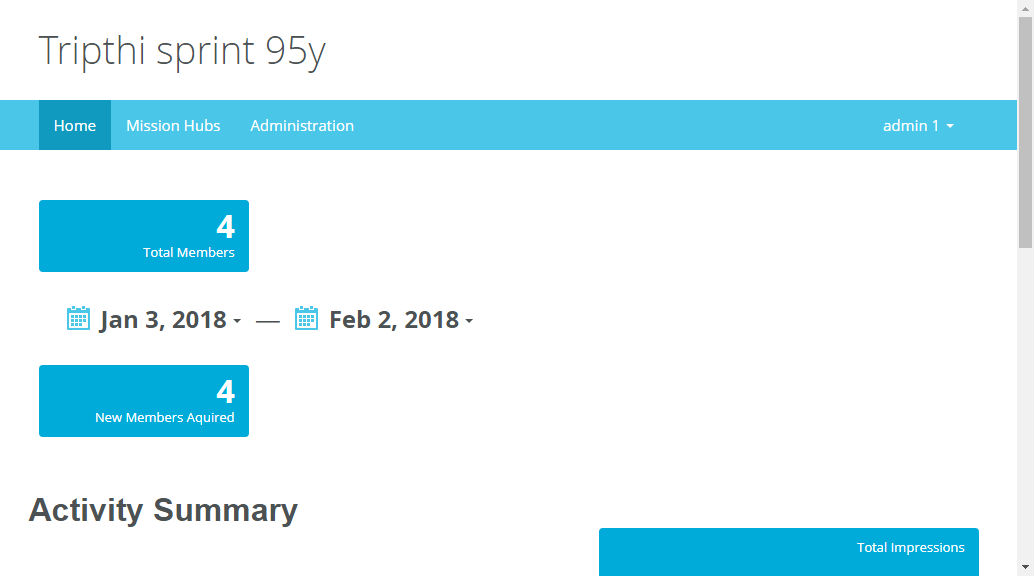 Tripthi sprint 95y
Home Mission Hubs Administration admin 1
4
Total Members
Jan 3, 2018 — Feb 2, 2018
4
New Members Aquired
Activity Summary
Total Impressions